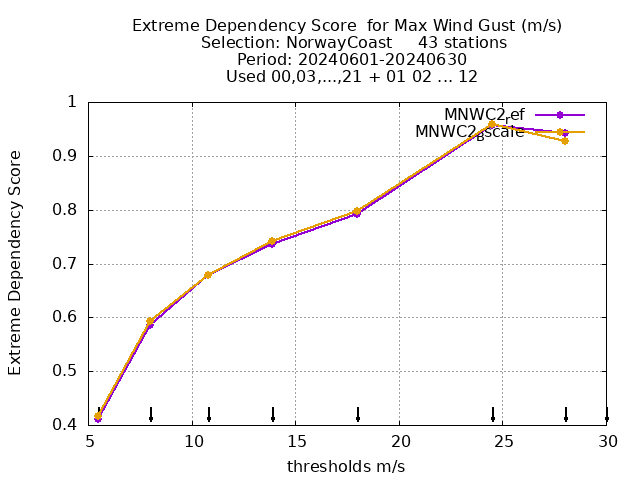 Extreme Dependency Score  for Max Wind Gust (m/s)
Selection: NorwayCoast     43 stations
Period: 20240601-20240630
Used 00,03,...,21 + 01 02 ... 12
MNWC2ref
MNWC2Bscale
Extreme Dependency Score
1
0.9
0.8
0.7
0.6
0.5
0.4
5 10 15 20 25 30
thresholds m/s